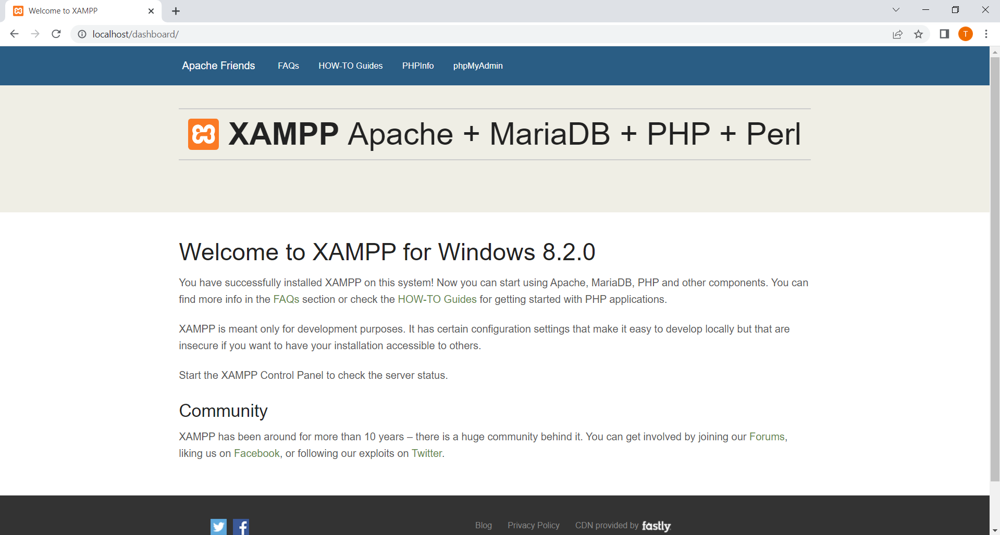 Welcome to XAMPP
localhost/dashboard/
T
Apache Friends FAQs HOW-TO Guides PHPInfo phpMyAdmin
XAMPP Apache + MariaDB + PHP + Perl
Welcome to XAMPP for Windows 8.2.0
You have successfully installed XAMPP on this system! Now you can start using Apache, MariaDB, PHP and other components. You can
find more info in the FAQs section or check the HOW-TO Guides for getting started with PHP applications.
XAMPP is meant only for development purposes. It has certain configuration settings that make it easy to develop locally but that are
insecure if you want to have your installation accessible to others.
Start the XAMPP Control Panel to check the server status.
Community
XAMPP has been around for more than 10 years – there is a huge community behind it. You can get involved by joining our Forums,
liking us on Facebook, or following our exploits on Twitter.
Blog Privacy Policy CDN provided by fastly